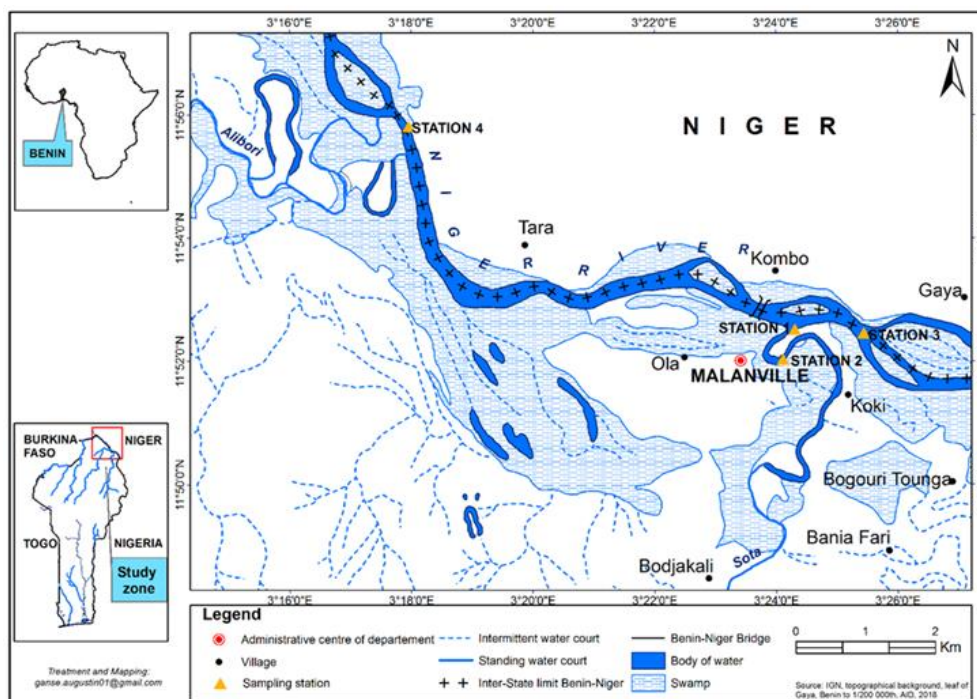 3°16'0"E 3°18'0"E 3°20'0"E 3°22'0"E 3°24'0"E 3°26'0"E
N
11°56'0"N
11°54'0"N
11°52'0"N
11°50'0"N
BENIN
Alibori
STATION 4
NIGER
NIGER RIVER
Tara
Kombo
Gaya
STATION 1
STATION 3
STATION 2
Ola
MALANVILLE
Koki
Bogouri Tounga
Bania Fari
Sota
Bodjakali
BURKINA
FASO
NIGER
TOGO
NIGERIA
Study
zone
3°16'0"E 3°18'0"E 3°20'0"E 3°22'0"E 3°24'0"E 3°26'0"E
Legend
Administrative centre of departement
Village
Sampling station
Intermittent water court
Standing water court
Inter-State limit Benin-Niger
Benin-Niger Bridge
Body of water
Swamp
0 1 2
Km
Treatment and Mapping:
ganse.augustin01@gmail.com
Source: IGN, topographical background, leaf of
Gaya, Benin to 1/200 000th, AIO, 2018